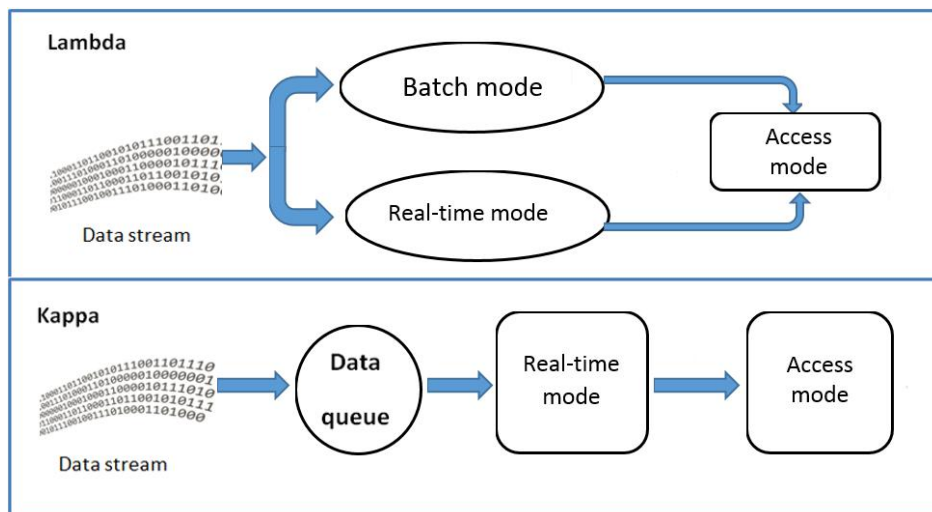 Lambda
Batch mode
Access
mode
Real-time mode
Data stream
Kappa
Data
queue
Real-time
mode
Access
mode
Data stream